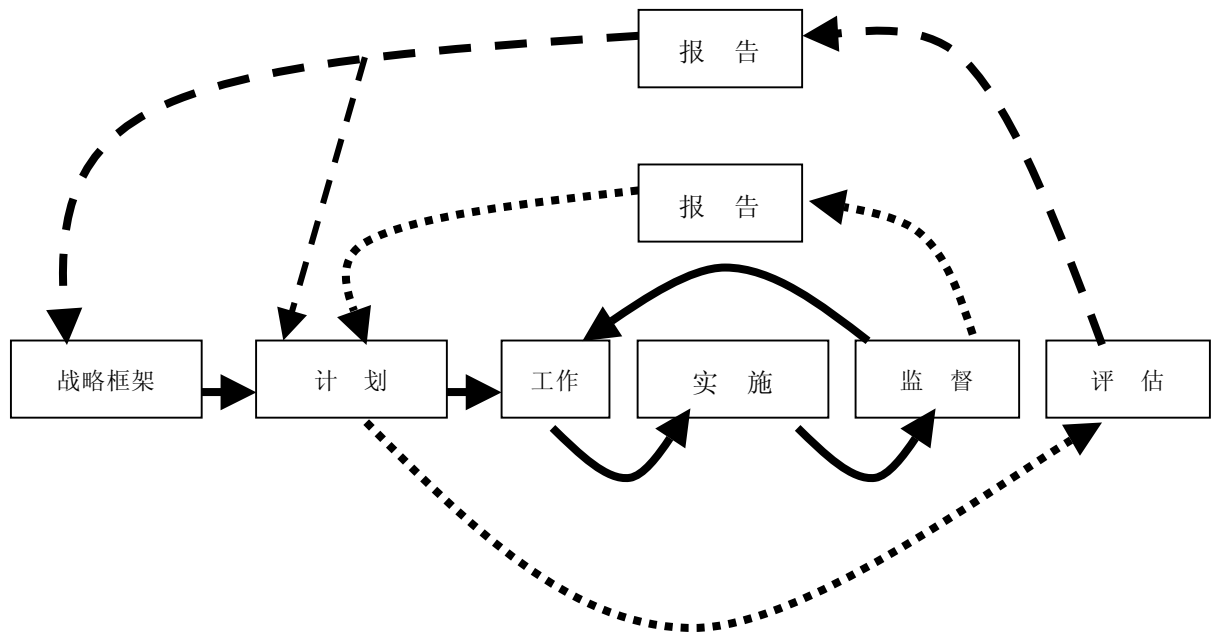 报 告
报 告
战略框架
计 划
工作
实 施
监 督
评 估